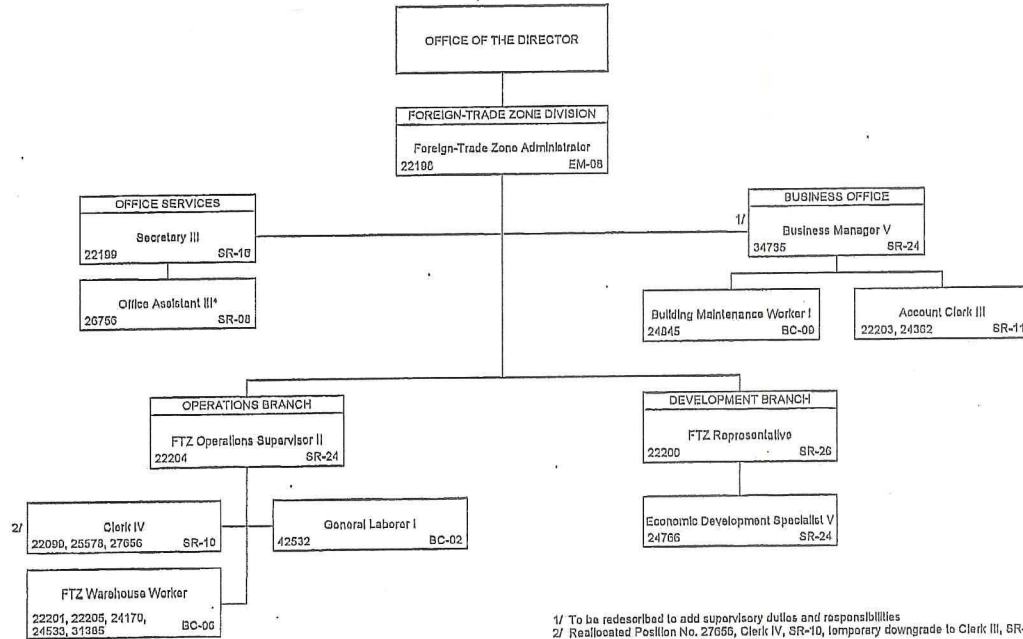 OFFICE OF THE DIRECTOR
FOREIGN-TRADE ZONE DIVISION
Foreign-Trade Zone Administrator
22198 EM-08
OFFICE SERVICES
Secretary III
22199 SR-16
Office Assistant III*
26756 SR-08
1/
BUSINESS OFFICE
Business Manager V
34735 SR-24
Building Maintenance Worker I
24845 BC-09
Account Clerk III
22203, 24362 SR-11
OPERATIONS BRANCH
FTZ Operations Supervisor II
22204 SR-24
DEVELOPMENT BRANCH
FTZ Representative
22200 SR-26
2/
Clerk IV
22099, 25578, 27656 SR-10
General Laborer I
42532 BC-02
Economic Development Specialist V
24766 SR-24
FTZ Warehouse Worker
22201, 22205, 24170,
24533, 31385 BC-06
1/ To be redescribed to add supervisory duties and responsibilities
2/ Reallocated Position No. 27656, Clerk IV, SR-10, temporary downgrade to Clerk III, SR-